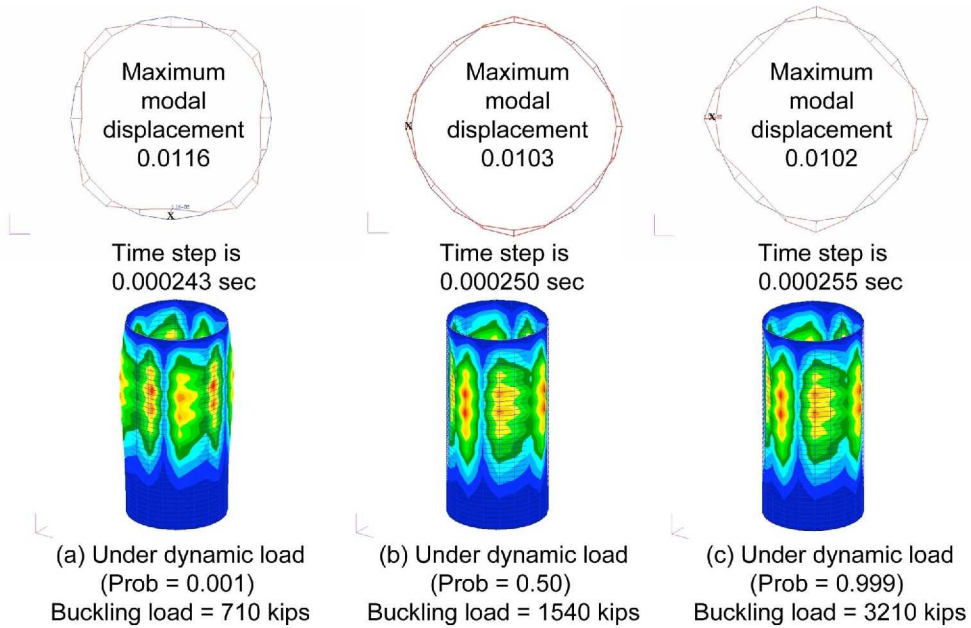 Maximum
modal
displacement
0.0116
X
Time step is
0.000243 sec
(a) Under dynamic load
(Prob = 0.001)
Buckling load = 710 kips
Maximum
modal
displacement
0.0103
X
Time step is
0.000250 sec
(b) Under dynamic load
(Prob = 0.50)
Buckling load = 1540 kips
Maximum
modal
displacement
0.0102
X
Time step is
0.000255 sec
(c) Under dynamic load
(Prob = 0.999)
Buckling load = 3210 kips